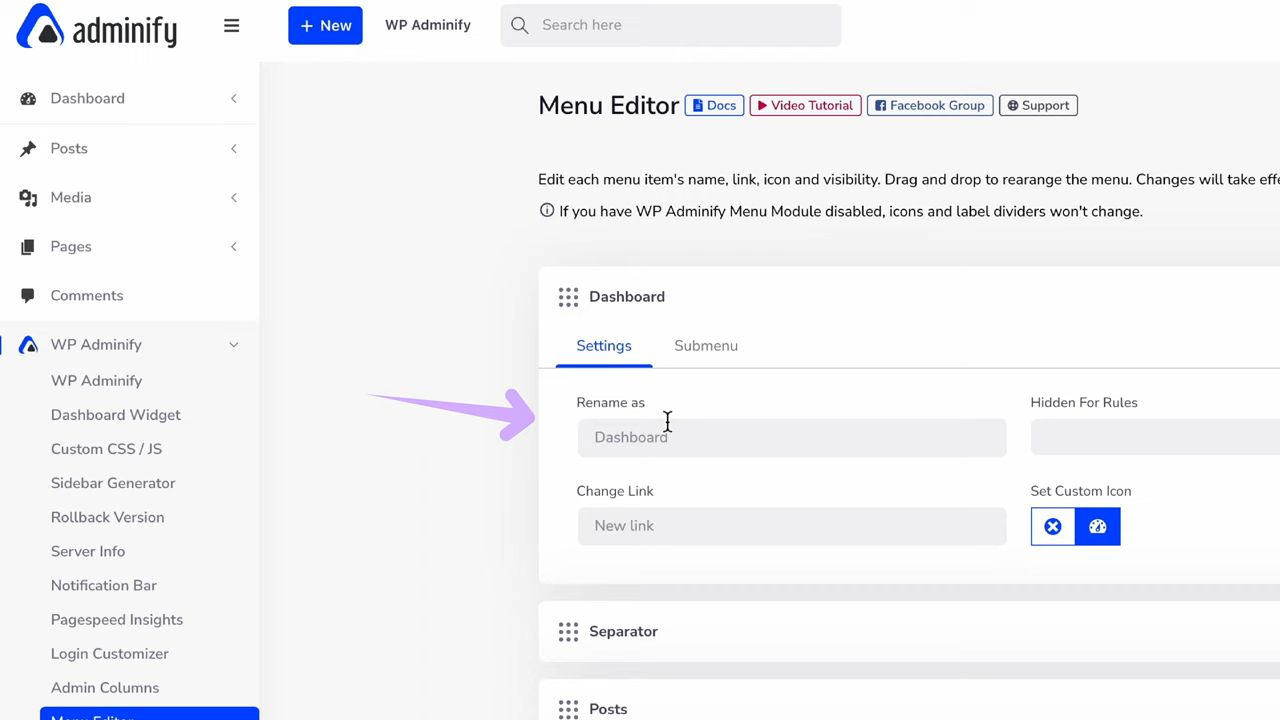 adminify
New
WP Adminify
Search here
Dashboard
Posts
Media
Pages
Comments
WP Adminify
WP Adminify
Dashboard Widget
Custom CSS / JS
Sidebar Generator
Rollback Version
Server Info
Notification Bar
Pagespeed Insights
Login Customizer
Admin Columns
Menu Editor
Menu Editor
Docs
Video Tutorial
Facebook Group
Support
Edit each menu item's name, link, icon and visibility. Drag and drop to rearrange the menu. Changes will take
If you have WP Adminify Menu Module disabled, icons and label dividers won't change.
Dashboard
Settings
Submenu
Rename as
Dashboard
Hidden For Rules
Change Link
New link
Set Custom Icon
Separator
Posts